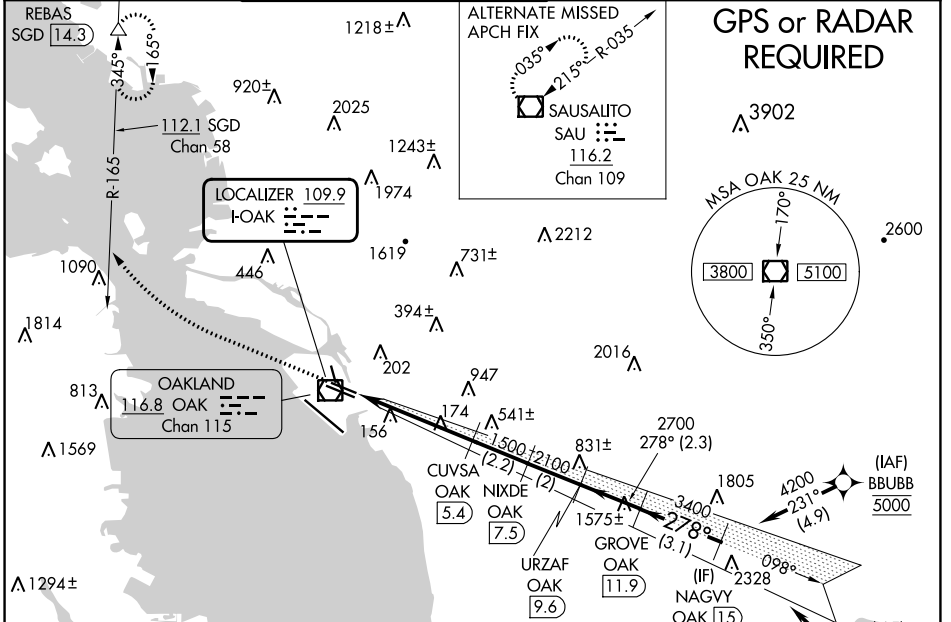 REBAS
SGD 14.3
345°
165°
1218±
ALTERNATE MISSED
APCH FIX
035°
215°
R-035
SAUSALITO
SAU
116.2
Chan 109
GPS or RADAR
REQUIRED
920±
2025
3902
112.1 SGD
Chan 58
1243±
R-165
1974
LOCALIZER 109.9
I-OAK
MSA OAK 25 NM
170°
3800
5100
350°
2600
2212
1619
731±
446
1090
394±
1814
202
2016
OAKLAND
116.8 OAK
Chan 115
813
947
156
174
541±
1569
1500
2100
(2.2)
(2)
831±
2700
278° (2.3)
CUVSA
OAK
5.4
NIXDE
OAK
7.5
1575±
3400
278°
(3.1)
1805
4200
231°
(4.9)
(IAF)
BBUBB
5000
URZAF
OAK
9.6
GROVE
OAK
11.9
098°
2328
(IF)
NAGVY
OAK 15
1294±